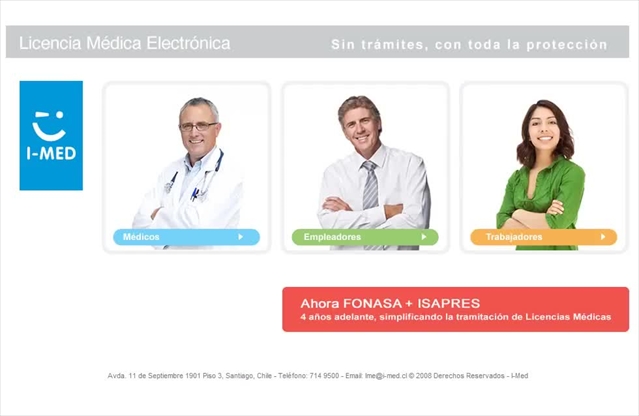 Licencia Médica Electrónica
Sin trámites, con toda la protección
I-MED
Médicos
Empleadores
Trabajadores
Ahora FONASA + ISAPRES
4 años adelante, simplificando la tramitación de Licencias Médicas
Avda. 11 de Septiembre 1901 Piso 3, Santiago, Chile - Teléfono: 714 9500 - Email: lme@i-med.cl © 2008 Derechos Reservados - I-Med